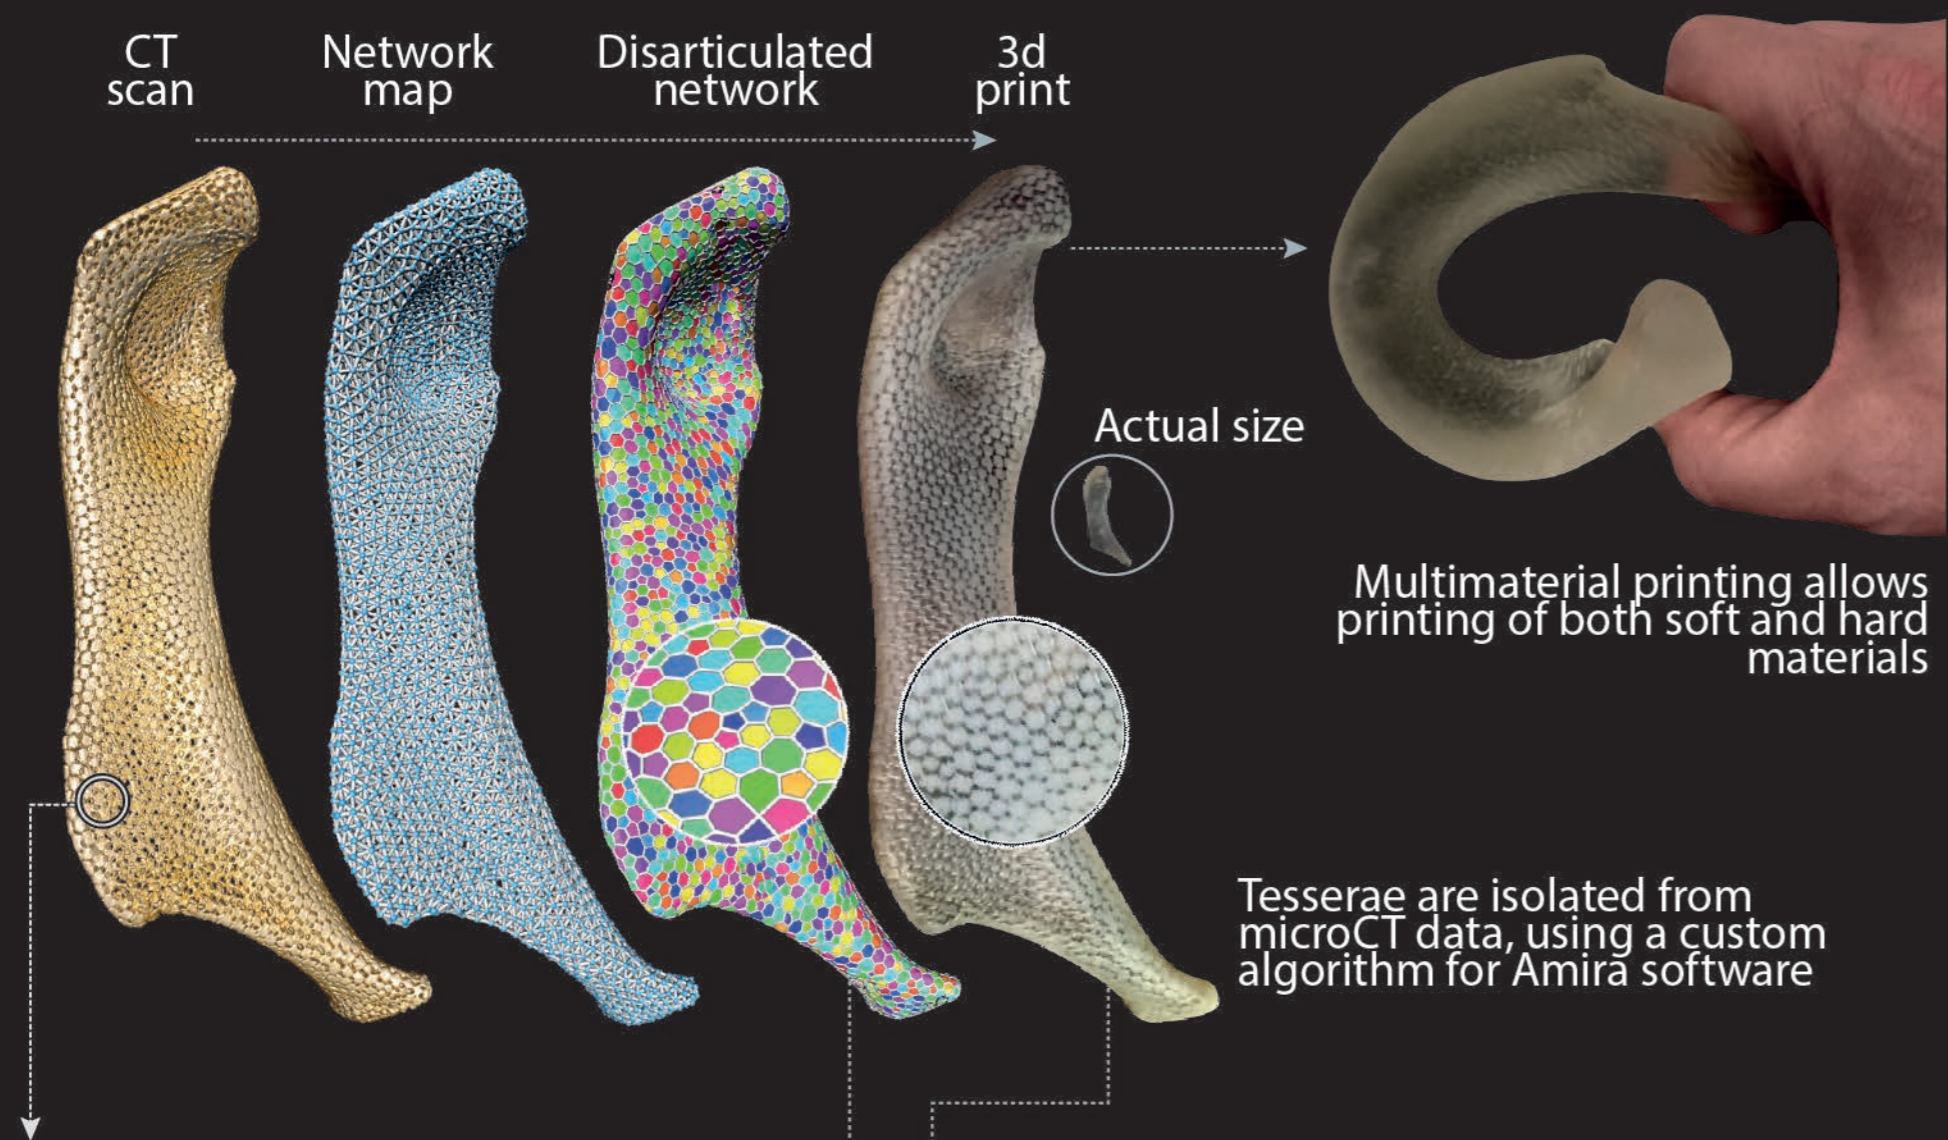 CT
scan
Network
map
Disarticulated
network
3d
print
Actual size
Multimaterial printing allows
printing of both soft and hard
materials
Tesserae are isolated from
microCT data, using a custom
algorithm for Amira software